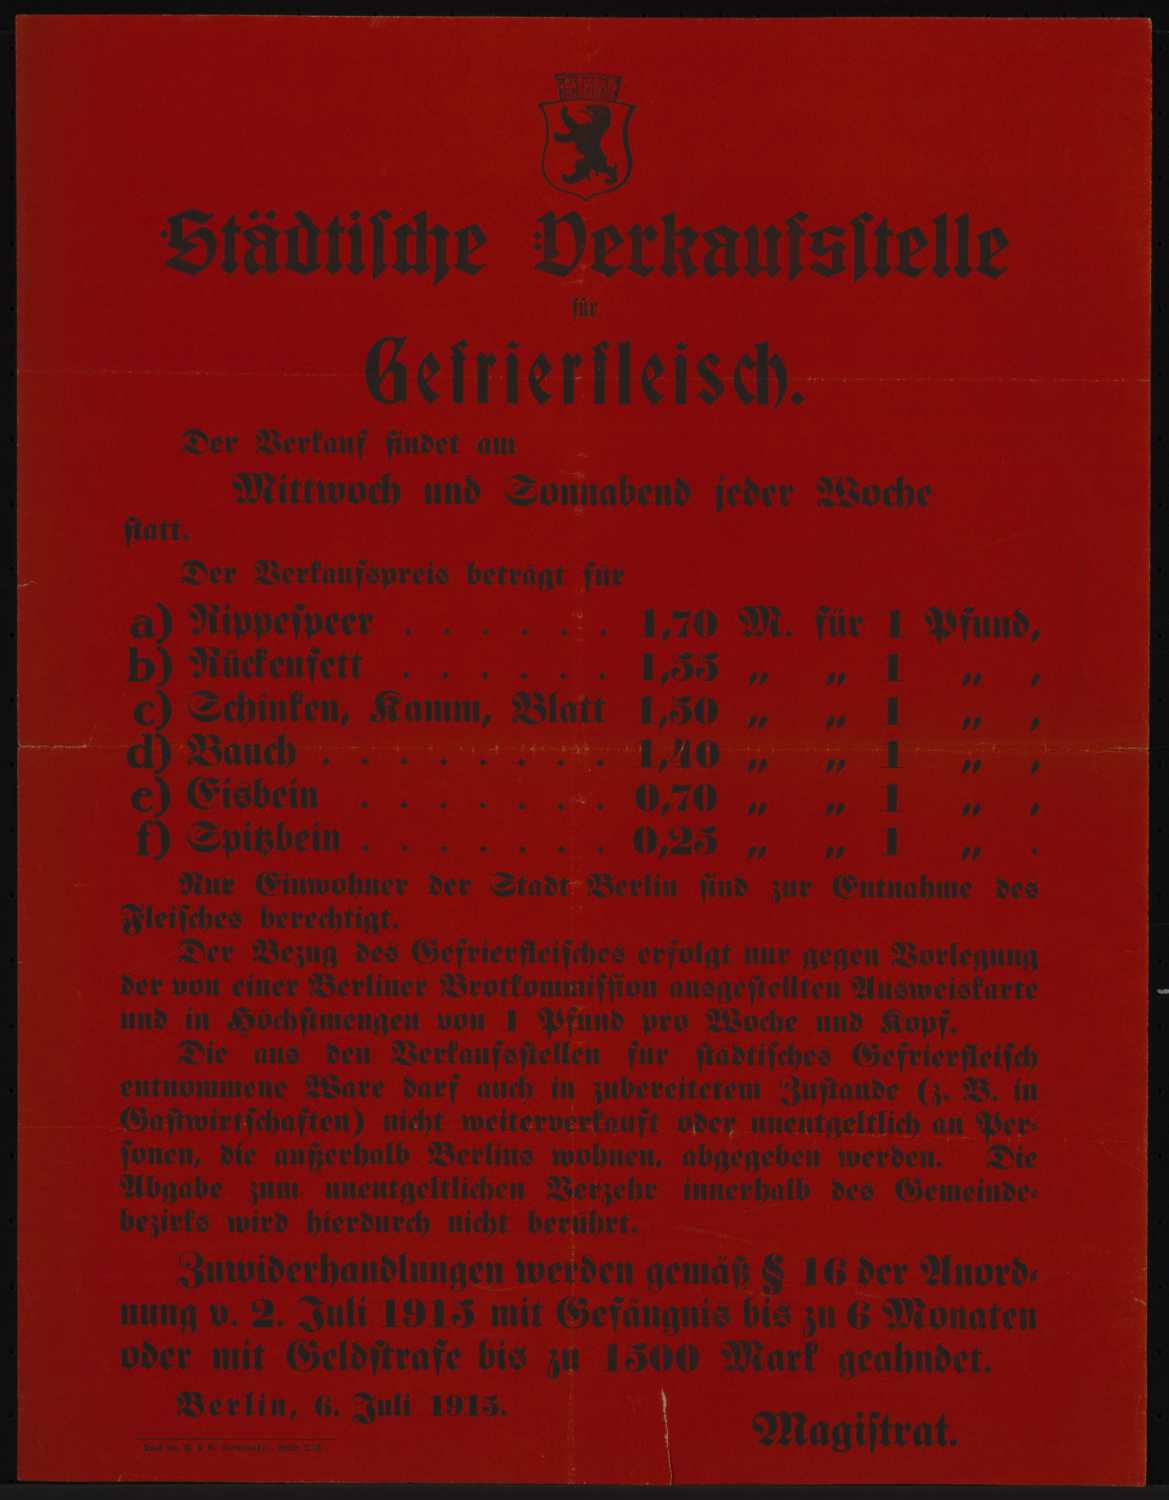 Städtische Verkaufsstelle
für
Gefrierfleisch.
Der Verkauf findet am
Mittwoch und Sonnabend jeder Woche
statt.
Der Verkaufspreis beträgt für
a) Rippespeer . . . . . . 1,70 M. für 1 Pfund,
b) Rückenfett . . . . . . 1,55 „ „ 1 „ ,
c) Schinken, Kamm, Blatt 1,50 „ „ 1 „ ,
d) Bauch . . . . . . . . 1,40 „ „ 1 „ ,
e) Eisbein . . . . . . . 0,70 „ „ 1 „ ,
f) Spitzbein . . . . . . . 0,25 „ „ 1 „ .
Nur Einwohner der Stadt Berlin sind zur Entnahme des
Fleisches berechtigt.
Der Bezug des Gefrierfleisches erfolgt nur gegen Vorlegung
der von einer Berliner Brotkommission ausgestellten Ausweiskarte
und in Höchstmengen von 1 Pfund pro Woche und Kopf.
Die aus den Verkaufsstellen für städtisches Gefrierfleisch
entnommene Ware darf auch in zubereitetem Zustande (z. B. in
Gastwirtschaften) nicht weiterverkauft oder unentgeltlich an Per-
sonen, die außerhalb Berlins wohnen, abgegeben werden. Die
Abgabe zum unentgeltlichen Verzehr innerhalb des Gemeinde-
bezirks wird hierdurch nicht berührt.
Zuwiderhandlungen werden gemäß § 16 der Anord-
nung v. 2. Juli 1915 mit Gefängnis bis zu 6 Monaten
oder mit Geldstrafe bis zu 1500 Mark geahndet.
Berlin, 6. Juli 1915.
Magistrat.